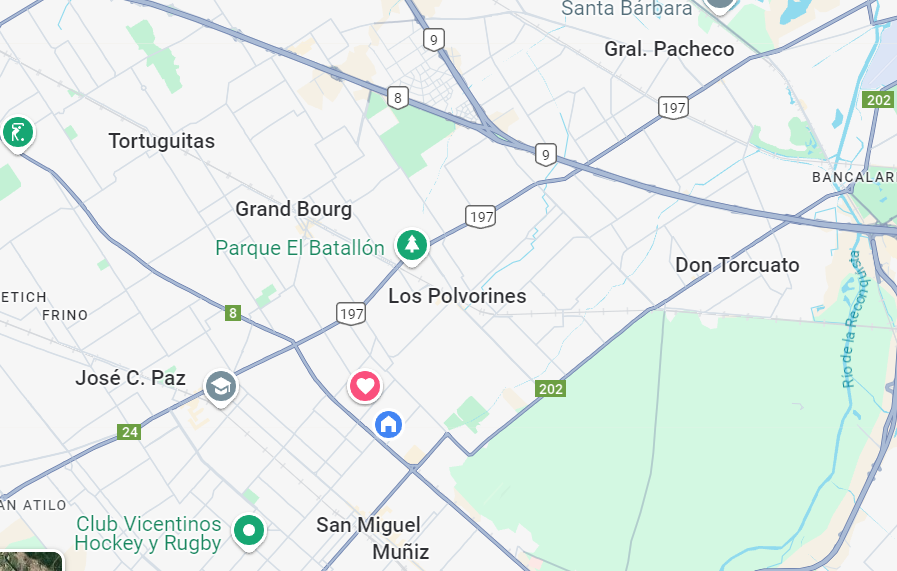 Santa Bárbara
9
Gral. Pacheco
8
197
202
Tortuguitas
9
BANCALARI
Grand Bourg
197
Parque El Batallón
Don Torcuato
ETICH
Los Polvorines
FRINO
8
197
Río de la Reconquista
José C. Paz
202
24
AN ATILO
Club Vicentinos
Hockey y Rugby
San Miguel
Muñiz